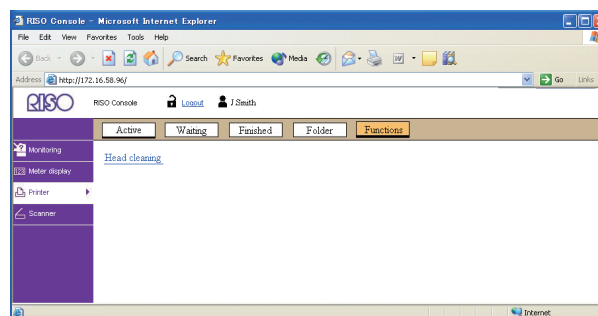 RISO Console - Microsoft Internet Explorer
File Edit View Favorites Tools Help
Back Search Favorites Media
Address http://172.16.58.96/ Go Links
RISO RISO Console Logout J Smith
Active Waiting Finished Folder Functions
Monitoring
Head cleaning
Meter display
Printer
Scanner
Internet